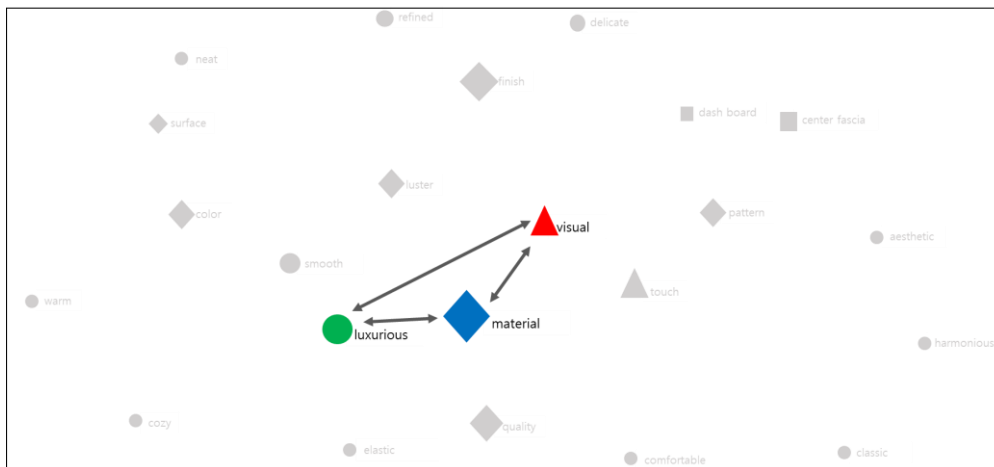 refined
delicate
neat
finish
dash board
center fascia
surface
luster
color
pattern
visual
aesthetic
smooth
touch
warm
material
luxurious
harmonious
cozy
quality
elastic
comfortable
classic